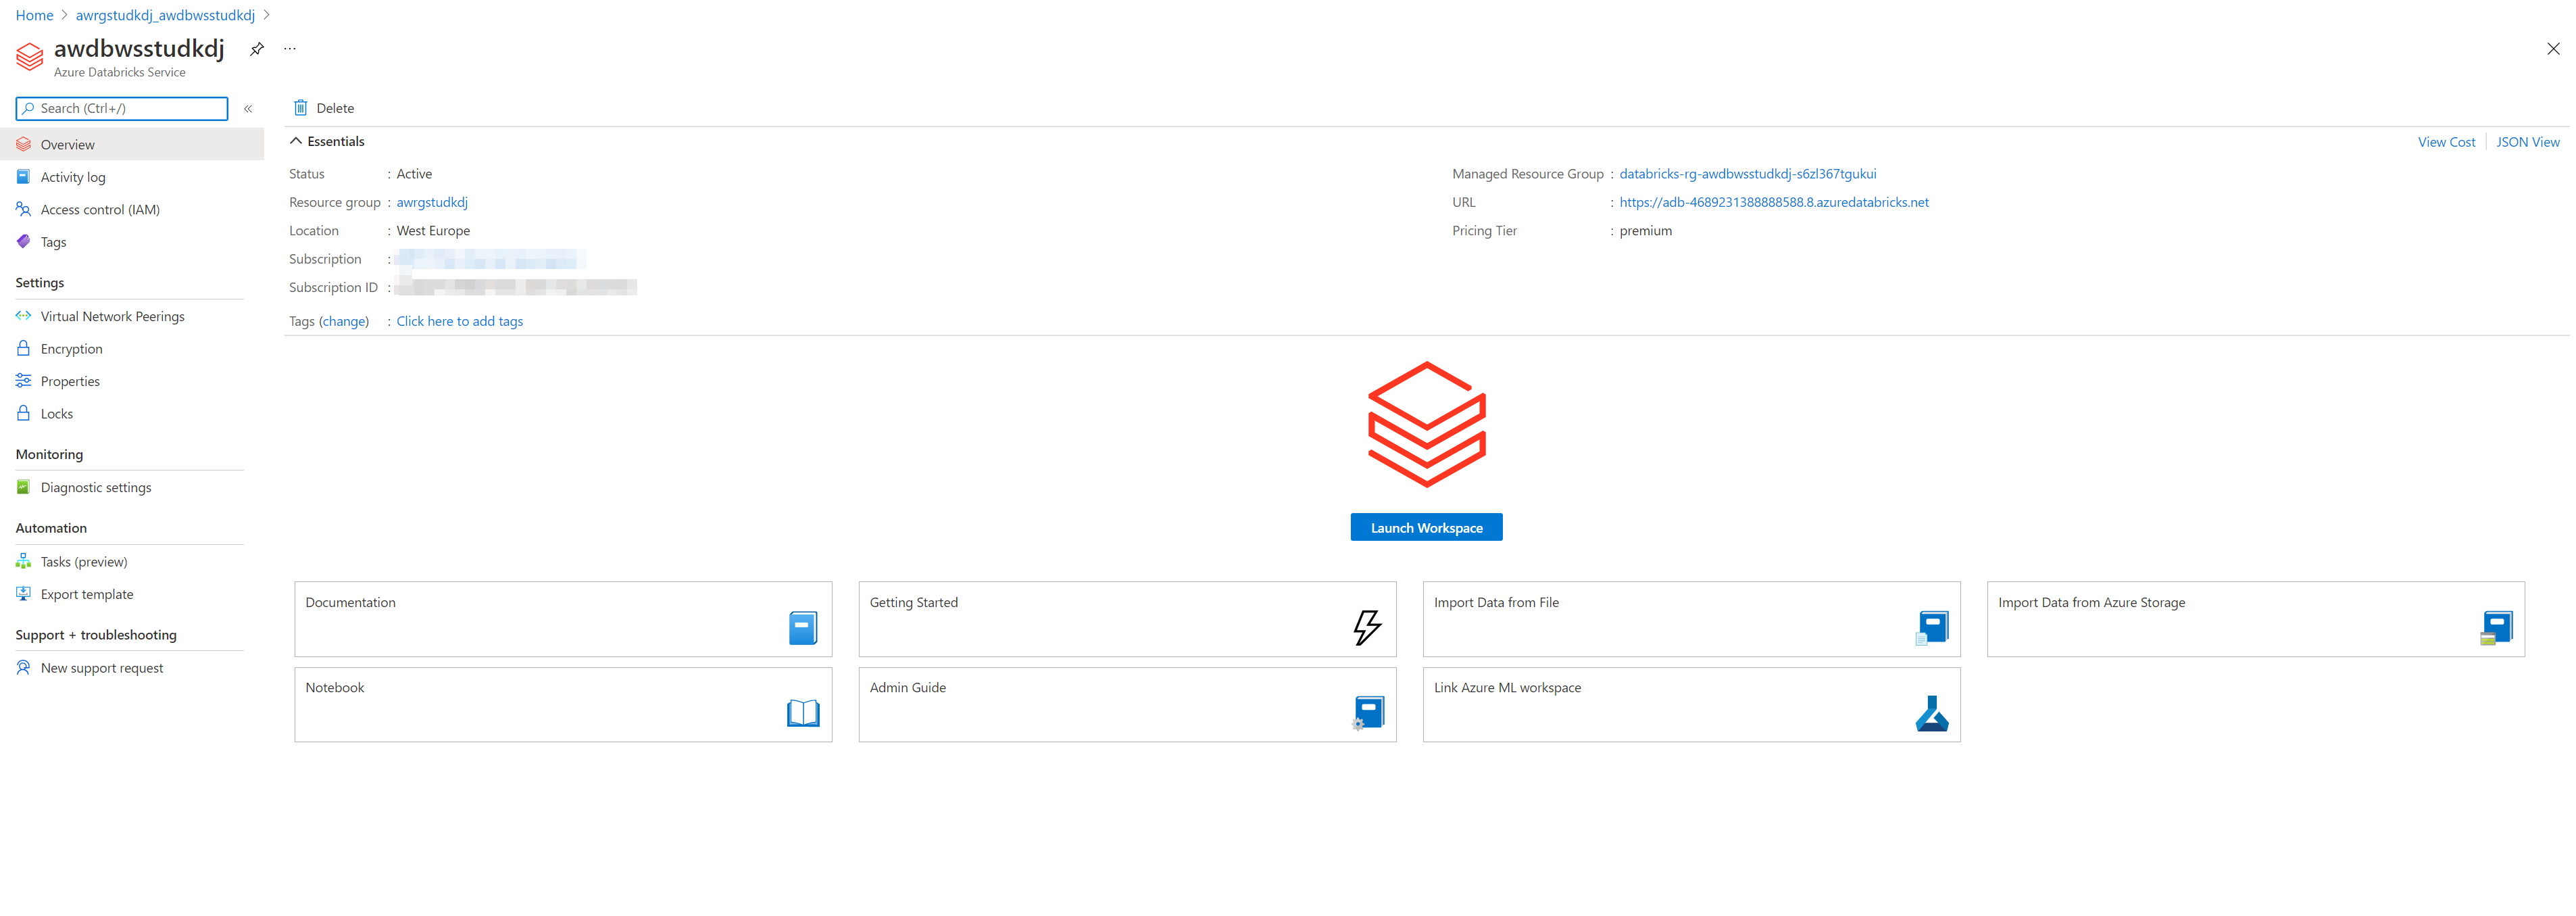 Home > awrgstudkdj_awdbwsstudkdj >
awdbwsstudkdj ...
Azure Databricks Service
Search (Ctrl+/) «
Overview
Activity log
Access control (IAM)
Tags
Settings
Virtual Network Peerings
Encryption
Properties
Locks
Monitoring
Diagnostic settings
Automation
Tasks (preview)
Export template
Support + troubleshooting
New support request
Delete
Essentials
View Cost | JSON View
Status : Active
Resource group : awrgstudkdj
Location : West Europe
Subscription :
Subscription ID :
Tags (change) : Click here to add tags
Managed Resource Group : databricks-rg-awdbwsstudkdj-s6zl367tgukui
URL : https://adb-4689231388888588.8.azuredatabricks.net
Pricing Tier : premium
Launch Workspace
Documentation
Getting Started
Import Data from File
Import Data from Azure Storage
Notebook
Admin Guide
Link Azure ML workspace